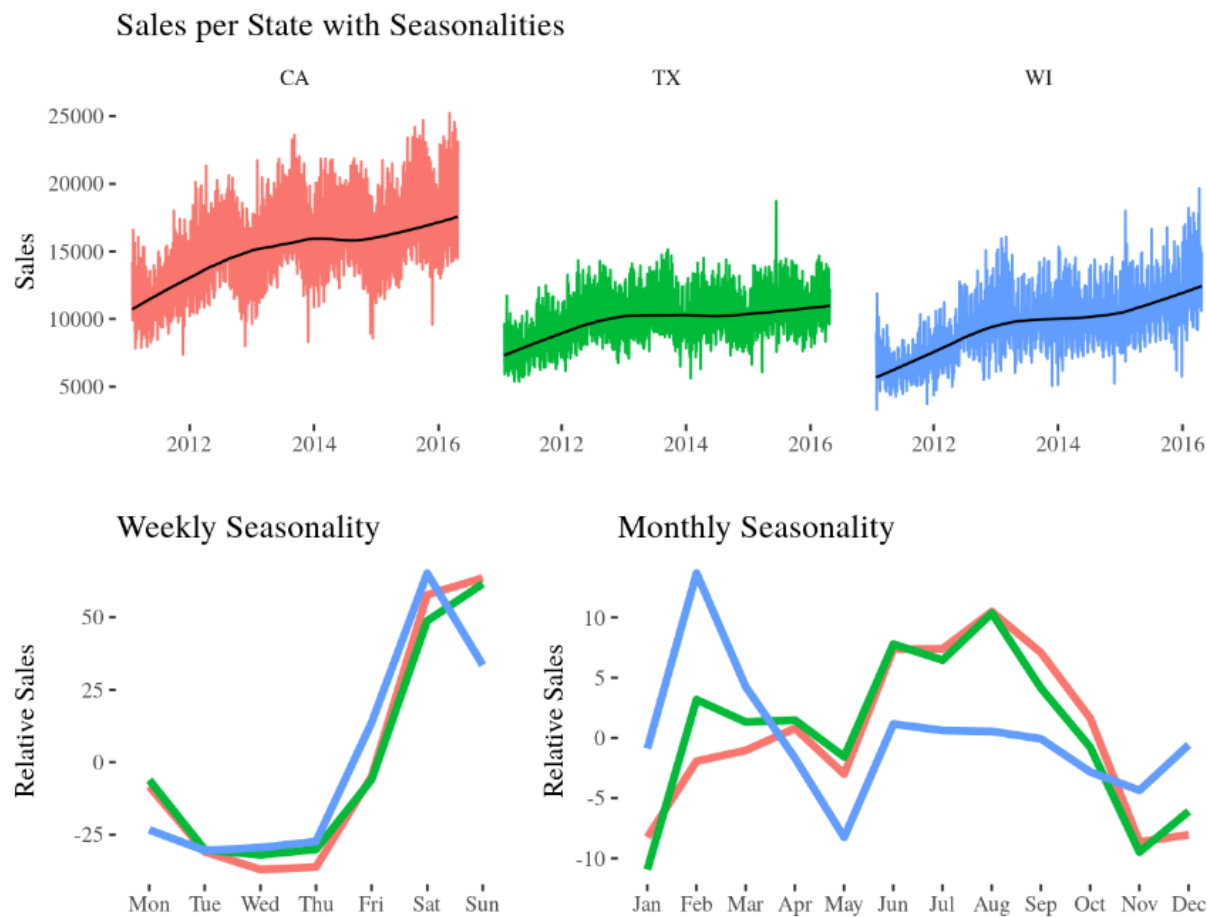 Sales per State with Seasonalities
CA TX WI
Sales
25000
20000
15000
10000
5000
2012 2014 2016 2012 2014 2016 2012 2014 2016
Weekly Seasonality
Relative Sales
50
25
0
-25
Mon Tue Wed Thu Fri Sat Sun
Monthly Seasonality
Relative Sales
10
5
0
-5
-10
Jan Feb Mar Apr May Jun Jul Aug Sep Oct Nov Dec